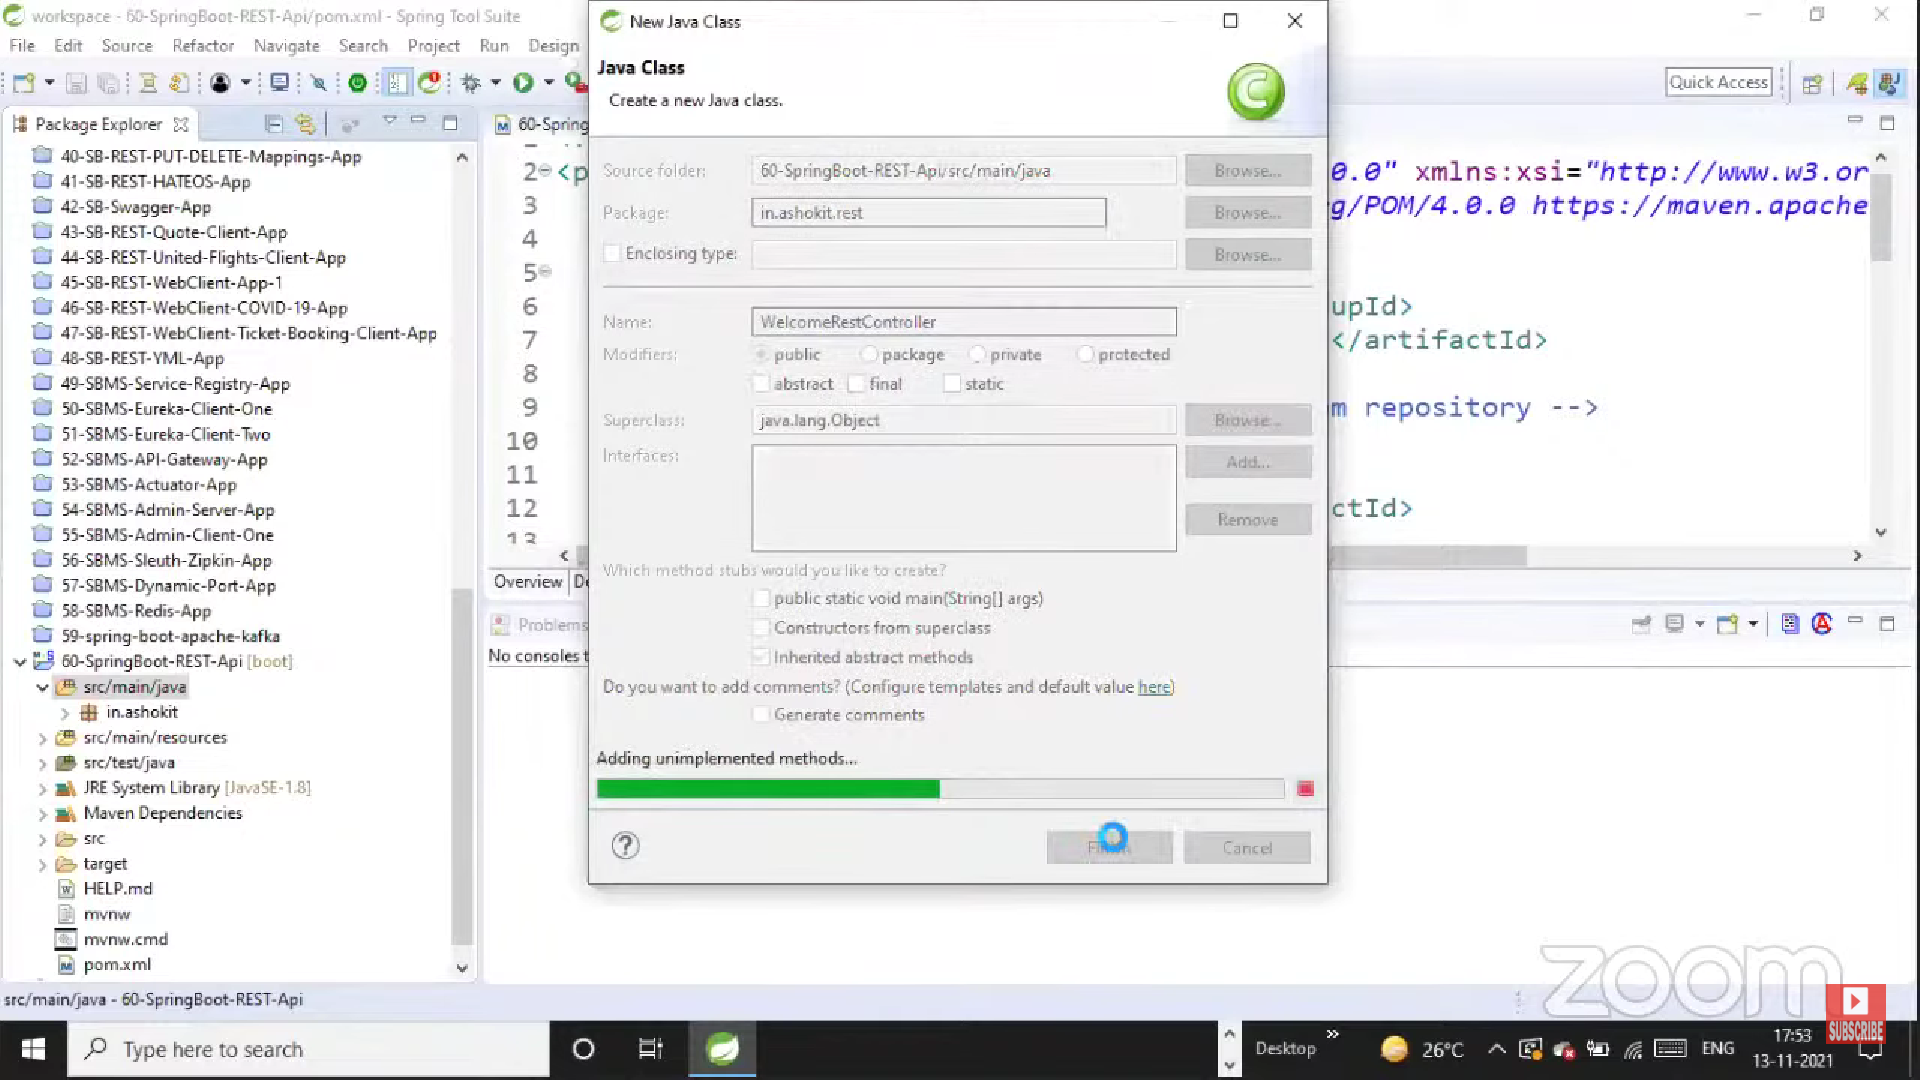 workspace - 60-SpringBoot-REST-Api/pom.xml - Spring Tool Suite
File Edit Source Refactor Navigate Search Project Run Design
Quick Access
Package Explorer
40-SB-REST-PUT-DELETE-Mappings-App
41-SB-REST-HATEOS-App
42-SB-Swagger-App
43-SB-REST-Quote-Client-App
44-SB-REST-United-Flights-Client-App
45-SB-REST-WebClient-App-1
46-SB-REST-WebClient-COVID-19-App
47-SB-REST-WebClient-Ticket-Booking-Client-App
48-SB-REST-YML-App
49-SBMS-Service-Registry-App
50-SBMS-Eureka-Client-One
51-SBMS-Eureka-Client-Two
52-SBMS-API-Gateway-App
53-SBMS-Actuator-App
54-SBMS-Admin-Server-App
55-SBMS-Admin-Client-One
56-SBMS-Sleuth-Zipkin-App
57-SBMS-Dynamic-Port-App
58-SBMS-Redis-App
59-spring-boot-apache-kafka
60-SpringBoot-REST-Api [boot]
src/main/java
in.ashokit
src/main/resources
src/test/java
JRE System Library [JavaSE-1.8]
Maven Dependencies
src
target
HELP.md
mvnw
mvnw.cmd
pom.xml
src/main/java - 60-SpringBoot-REST-Api
60-Spring
2 <p
3
4
5
6
7
8
9
10
11
12
13
Overview
Problems
No consoles t
New Java Class
Java Class
Create a new Java class.
Source folder: 60-SpringBoot-REST-Api/src/main/java Browse...
Package: in.ashokit.rest Browse...
Enclosing type: Browse...
Name: WelcomeRestController
Modifiers: public package private protected
abstract final static
Superclass: java.lang.Object Browse...
Interfaces: Add...
Remove
Which method stubs would you like to create?
public static void main(String[] args)
Constructors from superclass
Inherited abstract methods
Do you want to add comments? (Configure templates and default value here)
Generate comments
Adding unimplemented methods...
Cancel
0.0" xmlns:xsi="http://www.w3.or
g/POM/4.0.0 https://maven.apache
upId>
</artifactId>
m repository -->
ctId>
zoom
SUBSCRIBE
Type here to search
Desktop
26°C
ENG
17:53
13-11-2021